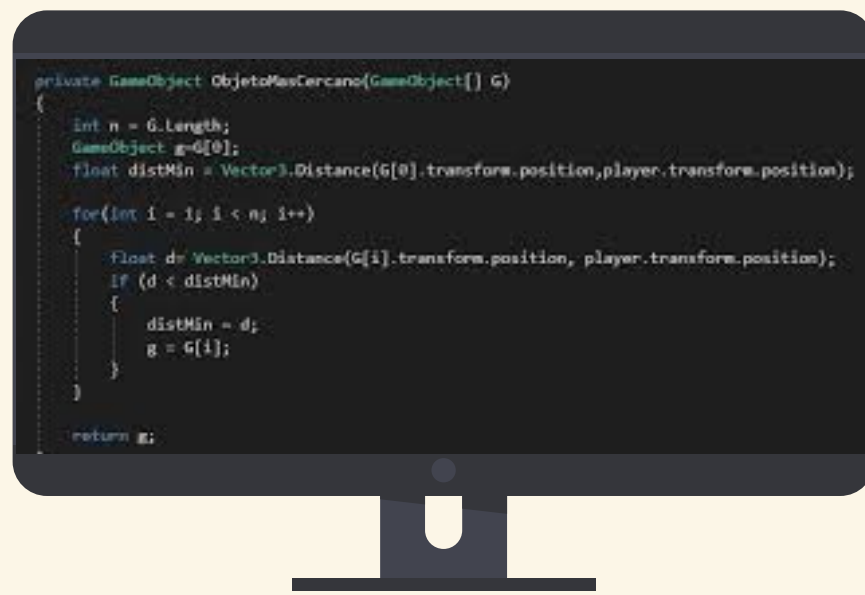 private GameObject ObjetoMasCercano(GameObject[] G)
{
int n = G.Length;
GameObject g=G[0];
float distMin = Vector3.Distance(G[0].transform.position,player.transform.position);
for(int i = 1; i < n; i++)
{
float d= Vector3.Distance(G[i].transform.position, player.transform.position);
if (d < distMin)
{
distMin = d;
g = G[i];
}
}
return g;